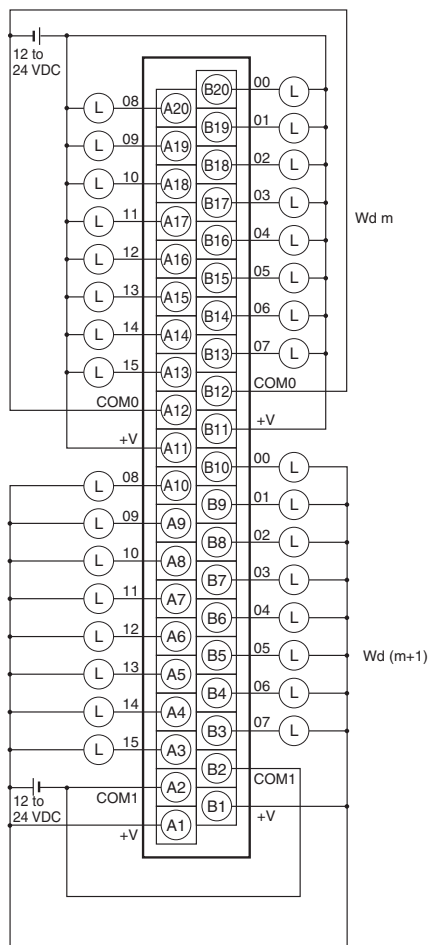 12 to
24 VDC
B20 00 L
L 08 A20
B19 01 L
L 09 A19
B18 02 L
L 10 A18
B17 03 L
L 11 A17
Wd m
B16 04 L
L 12 A16
B15 05 L
L 13 A15
B14 06 L
L 14 A14
B13 07 L
L 15 A13
B12 COM0
COM0 A12
B11 +V
+V A11
B10 00 L
L 08 A10
B9 01 L
L 09 A9
B8 02 L
L 10 A8
B7 03 L
L 11 A7
B6 04 L
L 12 A6
B5 05 L
Wd (m+1)
L 13 A5
B4 06 L
L 14 A4
B3 07 L
L 15 A3
B2 COM1
12 to
24 VDC
COM1 A2
B1 +V
+V A1